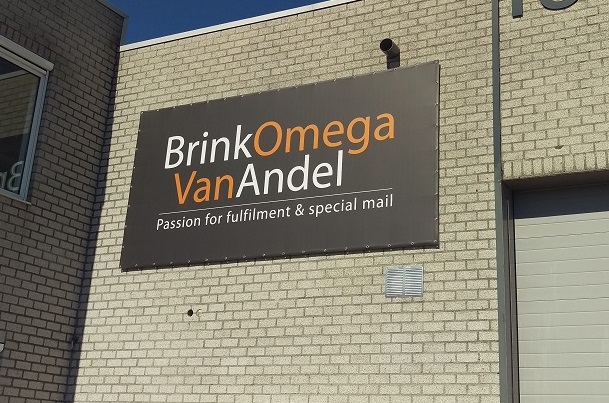 BrinkOmega
VanAndel
Passion for fulfilment & special mail